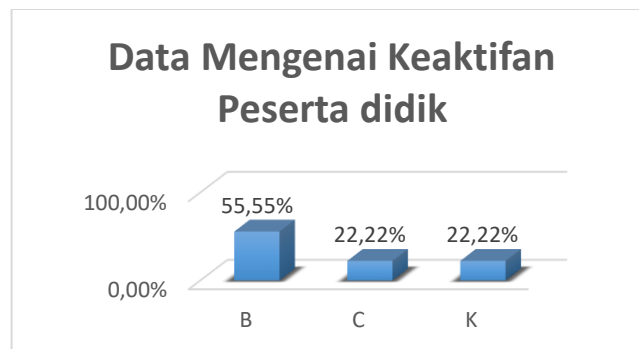 Data Mengenai Keaktifan
Peserta didik
100,00%
0,00%
55,55%
22,22%
22,22%
B
C
K